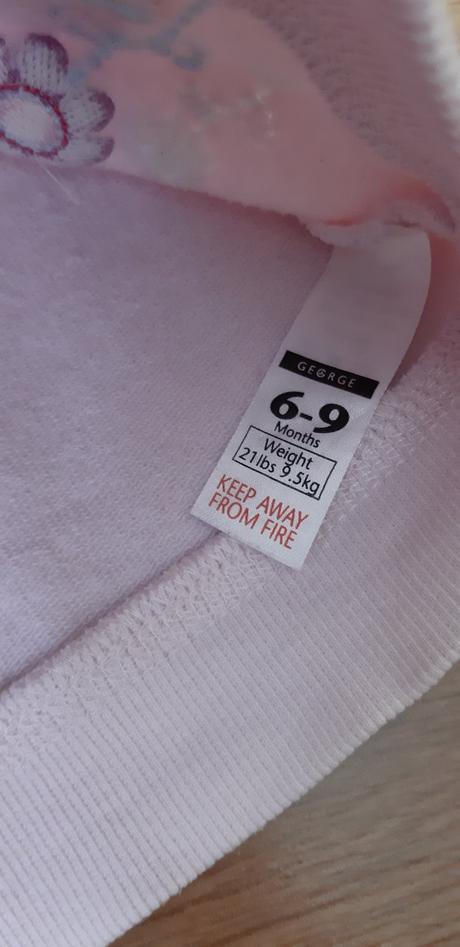 GEORGE
6-9
Months
Weight
21lbs 9.5kg
KEEP AWAY
FROM FIRE